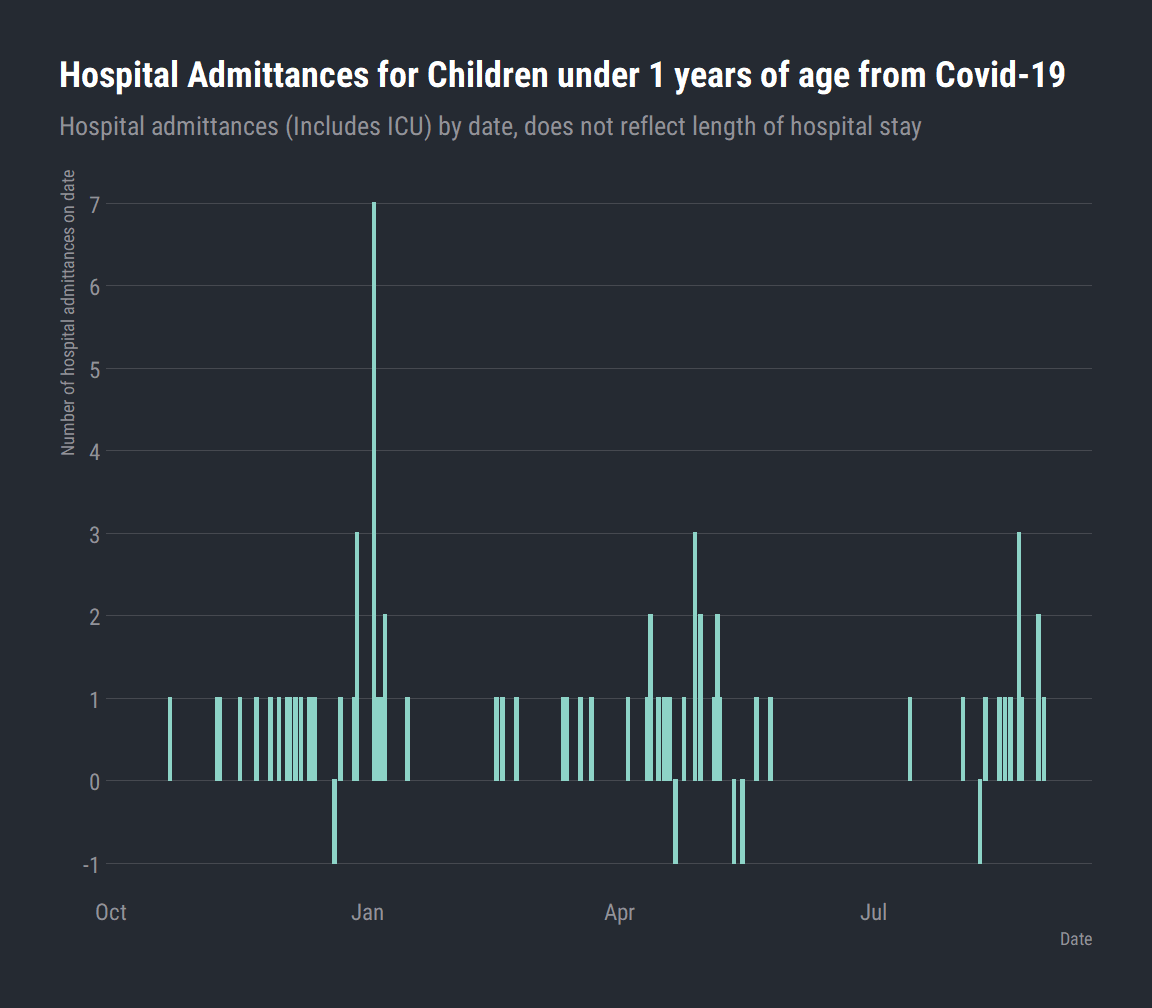 Hospital Admittances for Children under 1 years of age from Covid-19
Hospital admittances (Includes ICU) by date, does not reflect length of hospital stay
Number of hospital admittances on date
7
6
5
4
3
2
1
0
-1
Oct Jan Apr Jul
Date